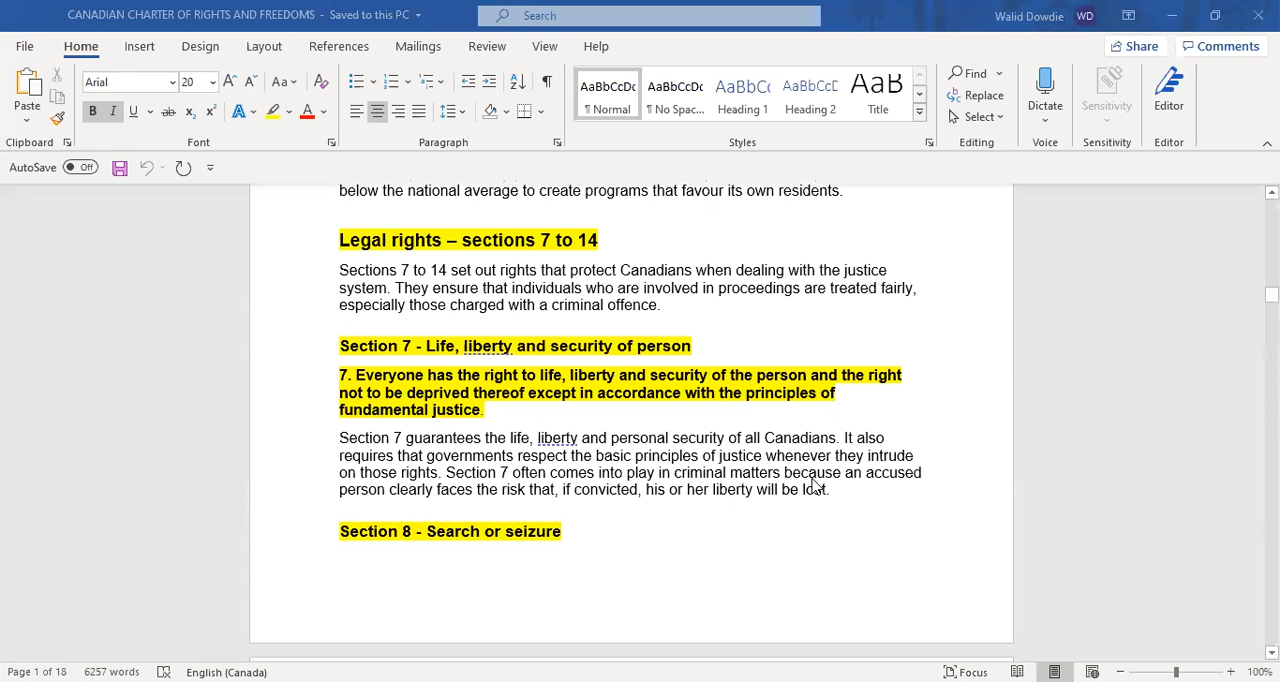 CANADIAN CHARTER OF RIGHTS AND FREEDOMS - Saved to this PC
Search
Walid Dowdie WD
File Home Insert Design Layout References Mailings Review View Help Share Comments
Paste
Arial 20 Aa
AaBbCcDc AaBbCcDc AaBbC AaBbCcD AaB
¶ Normal ¶ No Spac... Heading 1 Heading 2 Title
Find
Replace
Select
Dictate
Sensitivity
Editor
Clipboard Font Paragraph Styles Editing Voice Sensitivity Editor
AutoSave Off
below the national average to create programs that favour its own residents.
Legal rights – sections 7 to 14
Sections 7 to 14 set out rights that protect Canadians when dealing with the justice
system. They ensure that individuals who are involved in proceedings are treated fairly,
especially those charged with a criminal offence.
Section 7 - Life, liberty and security of person
7. Everyone has the right to life, liberty and security of the person and the right
not to be deprived thereof except in accordance with the principles of
fundamental justice.
Section 7 guarantees the life, liberty and personal security of all Canadians. It also
requires that governments respect the basic principles of justice whenever they intrude
on those rights. Section 7 often comes into play in criminal matters because an accused
person clearly faces the risk that, if convicted, his or her liberty will be lost.
Section 8 - Search or seizure
Page 1 of 18 6257 words English (Canada) Focus 100%